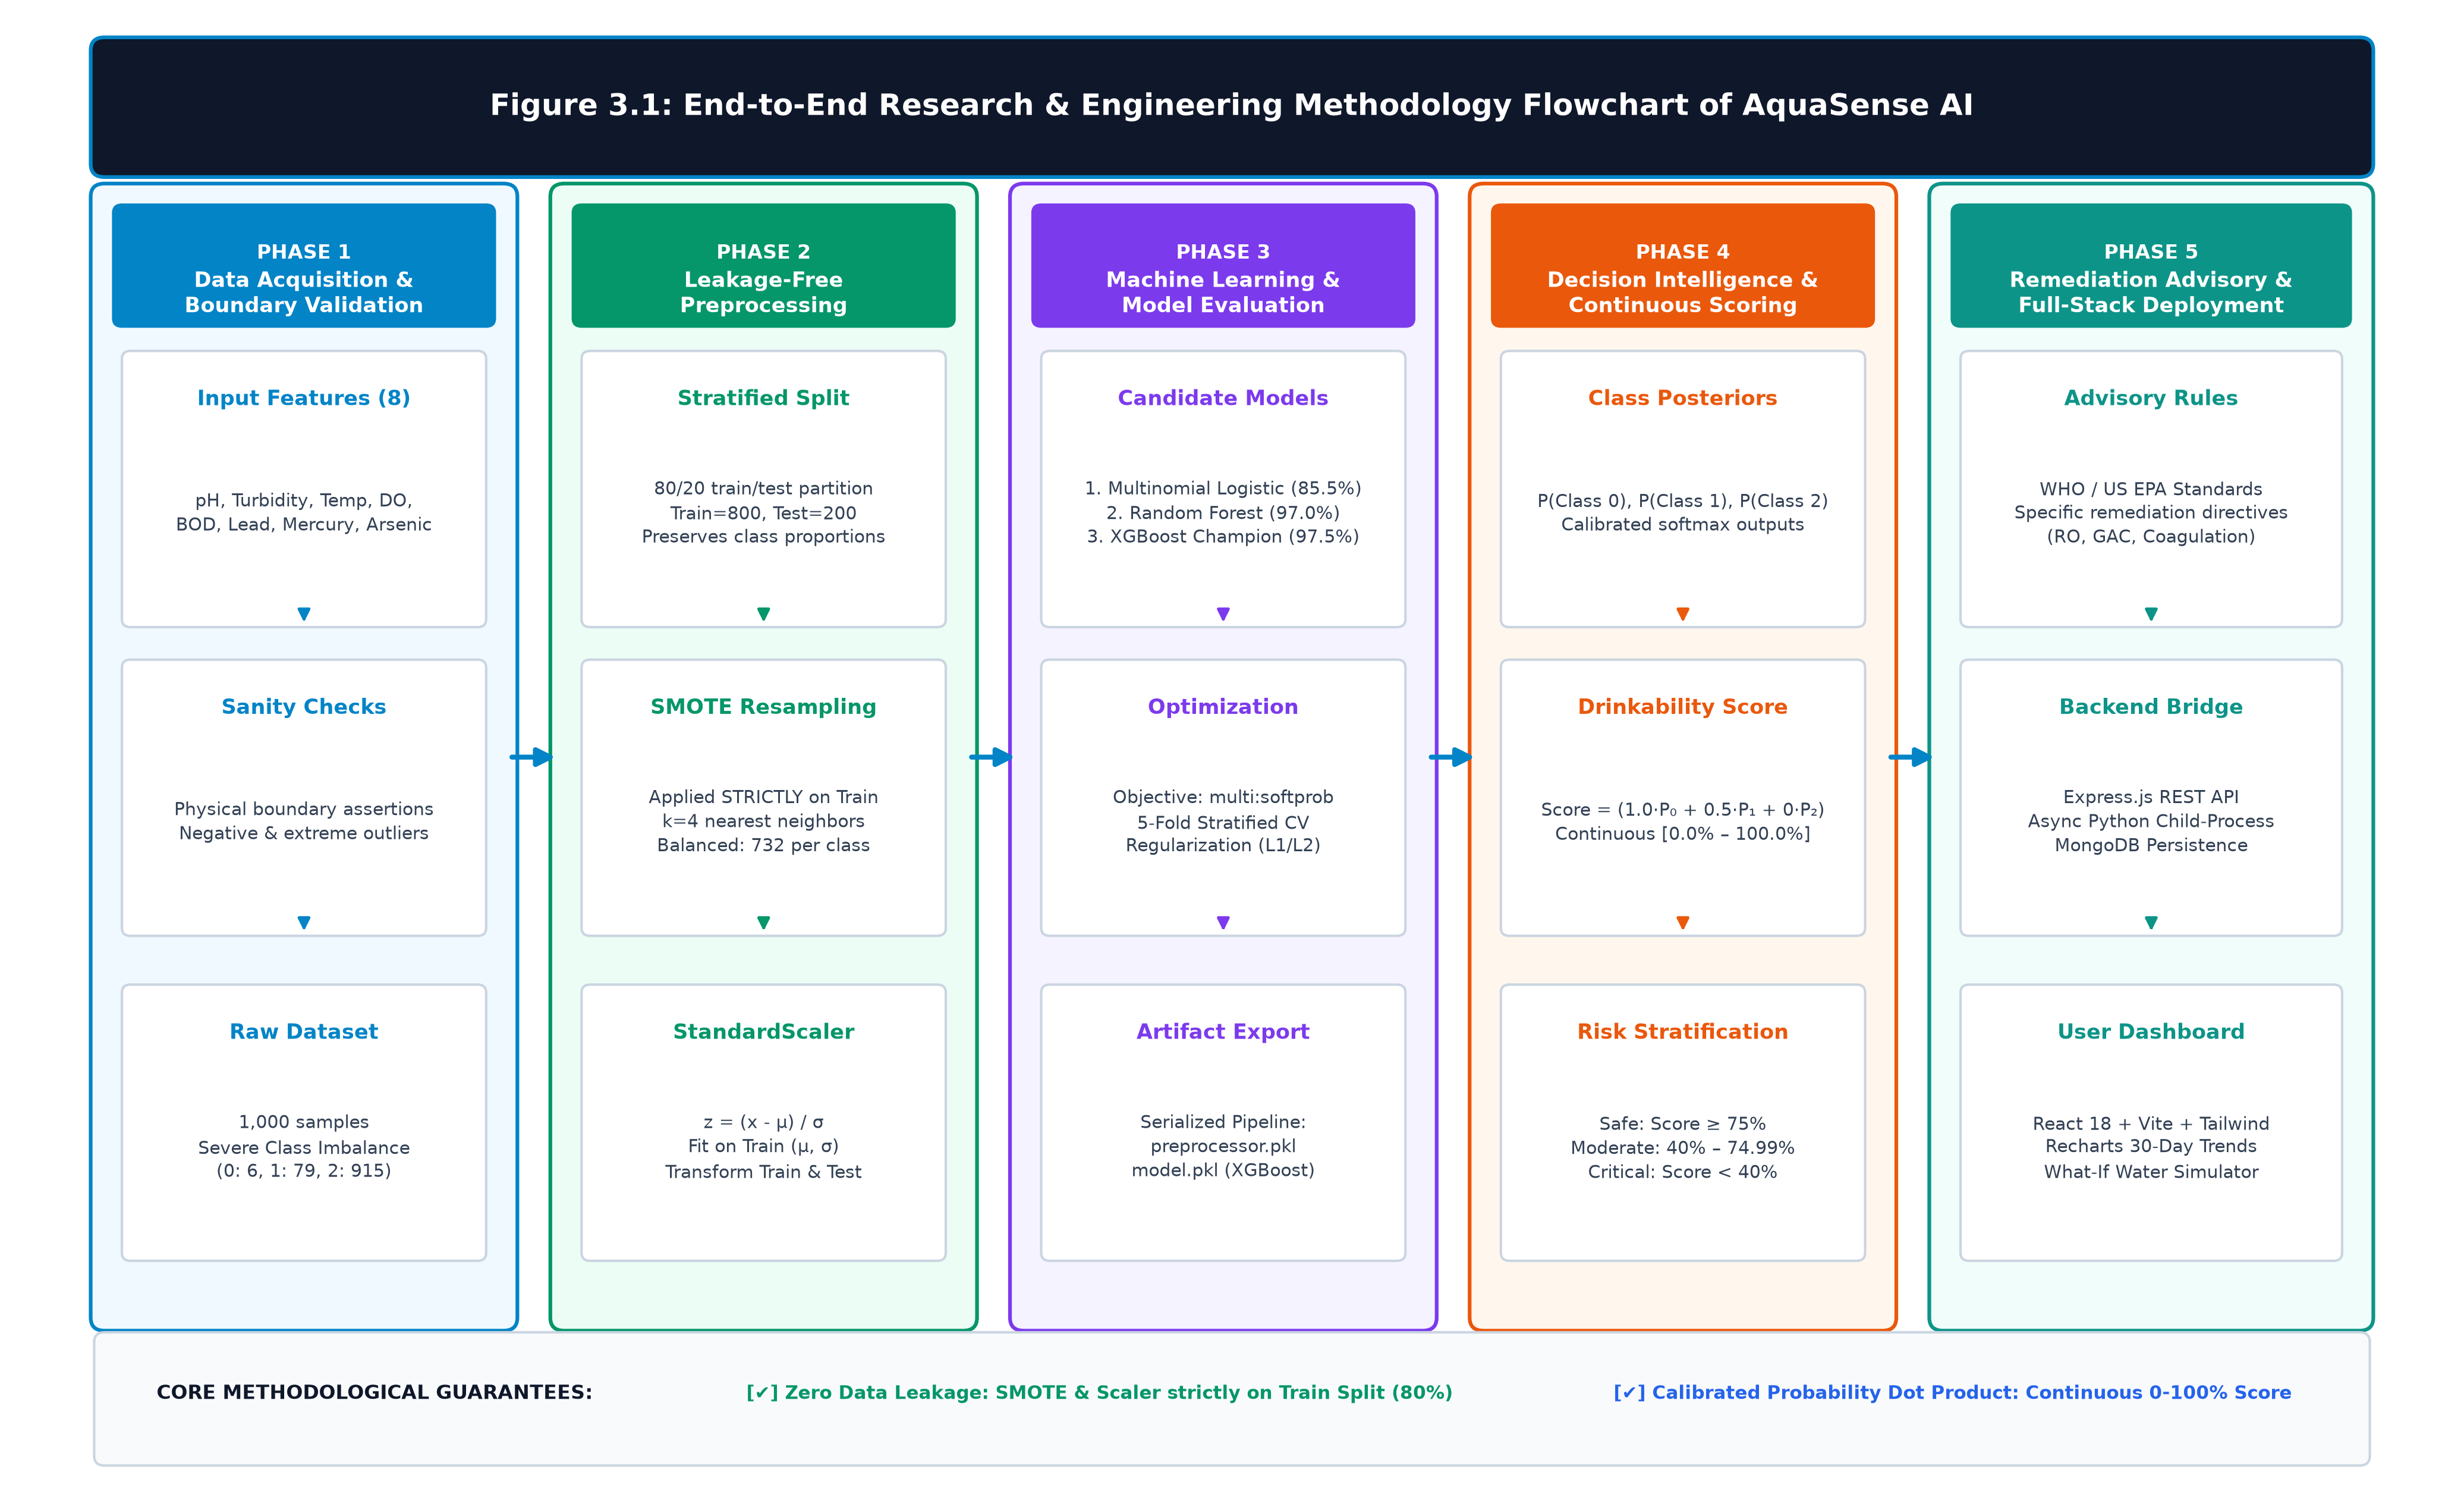 Figure 3.1: End-to-End Research & Engineering Methodology Flowchart of AquaSense AI
PHASE 1
Data Acquisition &
Boundary Validation
Input Features (8)
pH, Turbidity, Temp, DO,
BOD, Lead, Mercury, Arsenic
Sanity Checks
Physical boundary assertions
Negative & extreme outliers
Raw Dataset
1,000 samples
Severe Class Imbalance
(0: 6, 1: 79, 2: 915)
PHASE 2
Leakage-Free
Preprocessing
Stratified Split
80/20 train/test partition
Train=800, Test=200
Preserves class proportions
SMOTE Resampling
Applied STRICTLY on Train
k=4 nearest neighbors
Balanced: 732 per class
StandardScaler
z = (x - μ) / σ
Fit on Train (μ, σ)
Transform Train & Test
PHASE 3
Machine Learning &
Model Evaluation
Candidate Models
1. Multinomial Logistic (85.5%)
2. Random Forest (97.0%)
3. XGBoost Champion (97.5%)
Optimization
Objective: multi:softprob
5-Fold Stratified CV
Regularization (L1/L2)
Artifact Export
Serialized Pipeline:
preprocessor.pkl
model.pkl (XGBoost)
PHASE 4
Decision Intelligence &
Continuous Scoring
Class Posteriors
P(Class 0), P(Class 1), P(Class 2)
Calibrated softmax outputs
Drinkability Score
Score = (1.0·P₀ + 0.5·P₁ + 0·P₂)
Continuous [0.0% – 100.0%]
Risk Stratification
Safe: Score ≥ 75%
Moderate: 40% – 74.99%
Critical: Score < 40%
PHASE 5
Remediation Advisory &
Full-Stack Deployment
Advisory Rules
WHO / US EPA Standards
Specific remediation directives
(RO, GAC, Coagulation)
Backend Bridge
Express.js REST API
Async Python Child-Process
MongoDB Persistence
User Dashboard
React 18 + Vite + Tailwind
Recharts 30-Day Trends
What-If Water Simulator
CORE METHODOLOGICAL GUARANTEES:
[✔] Zero Data Leakage: SMOTE & Scaler strictly on Train Split (80%)
[✔] Calibrated Probability Dot Product: Continuous 0-100% Score